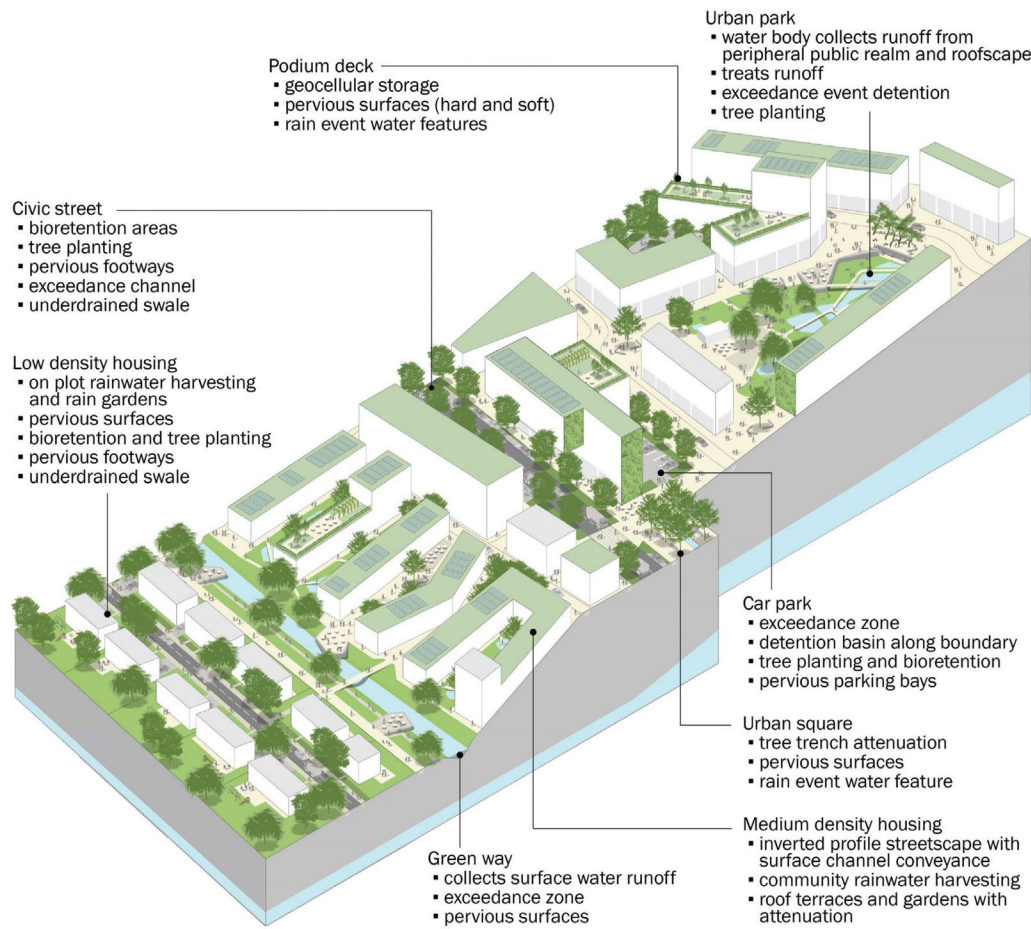 Urban park
▪ water body collects runoff from
peripheral public realm and roofscape
▪ treats runoff
▪ exceedance event detention
▪ tree planting
Podium deck
▪ geocellular storage
▪ pervious surfaces (hard and soft)
▪ rain event water features
Civic street
▪ bioretention areas
▪ tree planting
▪ pervious footways
▪ exceedance channel
▪ underdrained swale
Low density housing
▪ on plot rainwater harvesting
and rain gardens
▪ pervious surfaces
▪ bioretention and tree planting
▪ pervious footways
▪ underdrained swale
Car park
▪ exceedance zone
▪ detention basin along boundary
▪ tree planting and bioretention
▪ pervious parking bays
Urban square
▪ tree trench attenuation
▪ pervious surfaces
▪ rain event water feature
Medium density housing
▪ inverted profile streetscape with
surface channel conveyance
▪ community rainwater harvesting
▪ roof terraces and gardens with
attenuation
Green way
▪ collects surface water runoff
▪ exceedance zone
▪ pervious surfaces